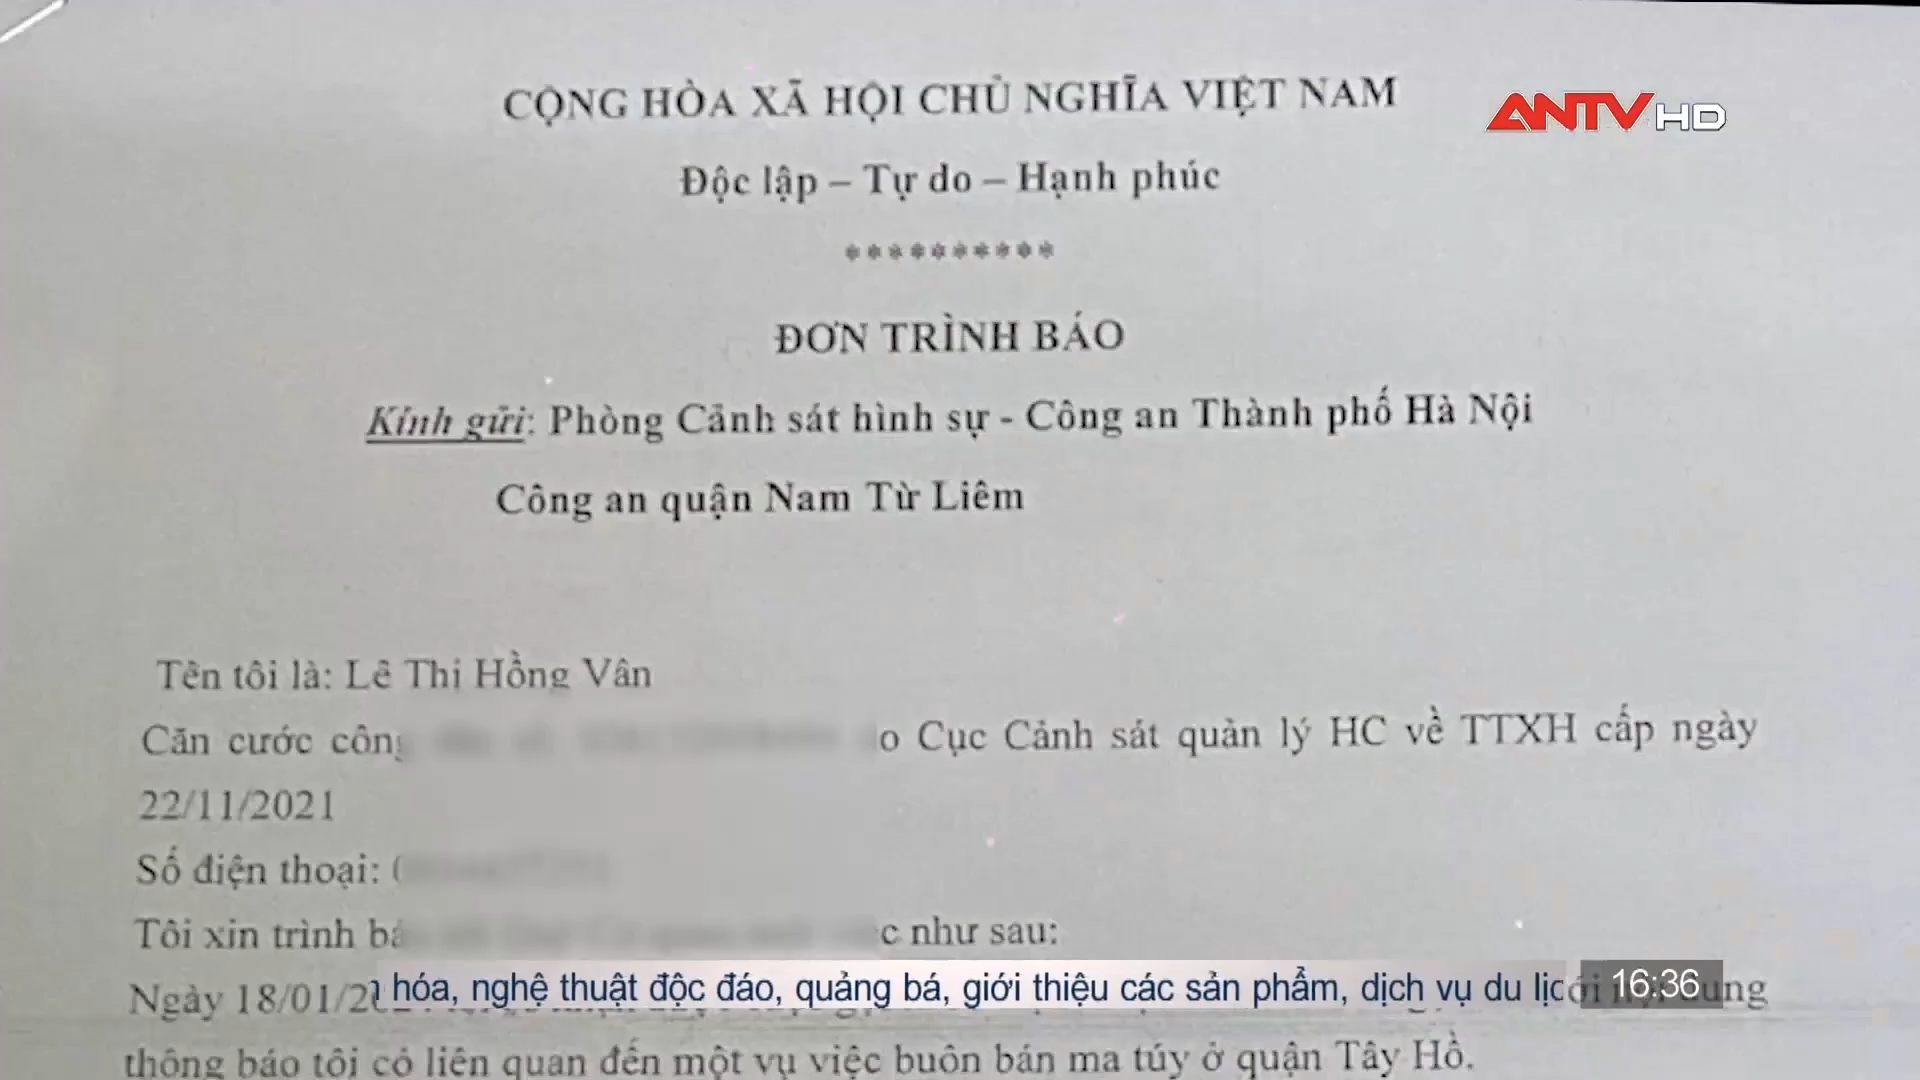 CỘNG HÒA XÃ HỘI CHỦ NGHĨA VIỆT NAM
ANTV HD
Độc lập – Tự do – Hạnh phúc
**********
ĐƠN TRÌNH BÁO
Kính gửi: Phòng Cảnh sát hình sự - Công an Thành phố Hà Nội
Công an quận Nam Từ Liêm
Tên tôi là: Lê Thị Hồng Vân
Căn cước công Cục Cảnh sát quản lý HC về TTXH cấp ngày
22/11/2021
Số điện thoại: (
Tôi xin trình như sau:
Ngày 18/01/2
hóa, nghệ thuật độc đáo, quảng bá, giới thiệu các sản phẩm, dịch vụ du lịc
16:36
thông báo tôi có liên quan đến một vụ việc buôn bán ma túy ở quận Tây Hồ.